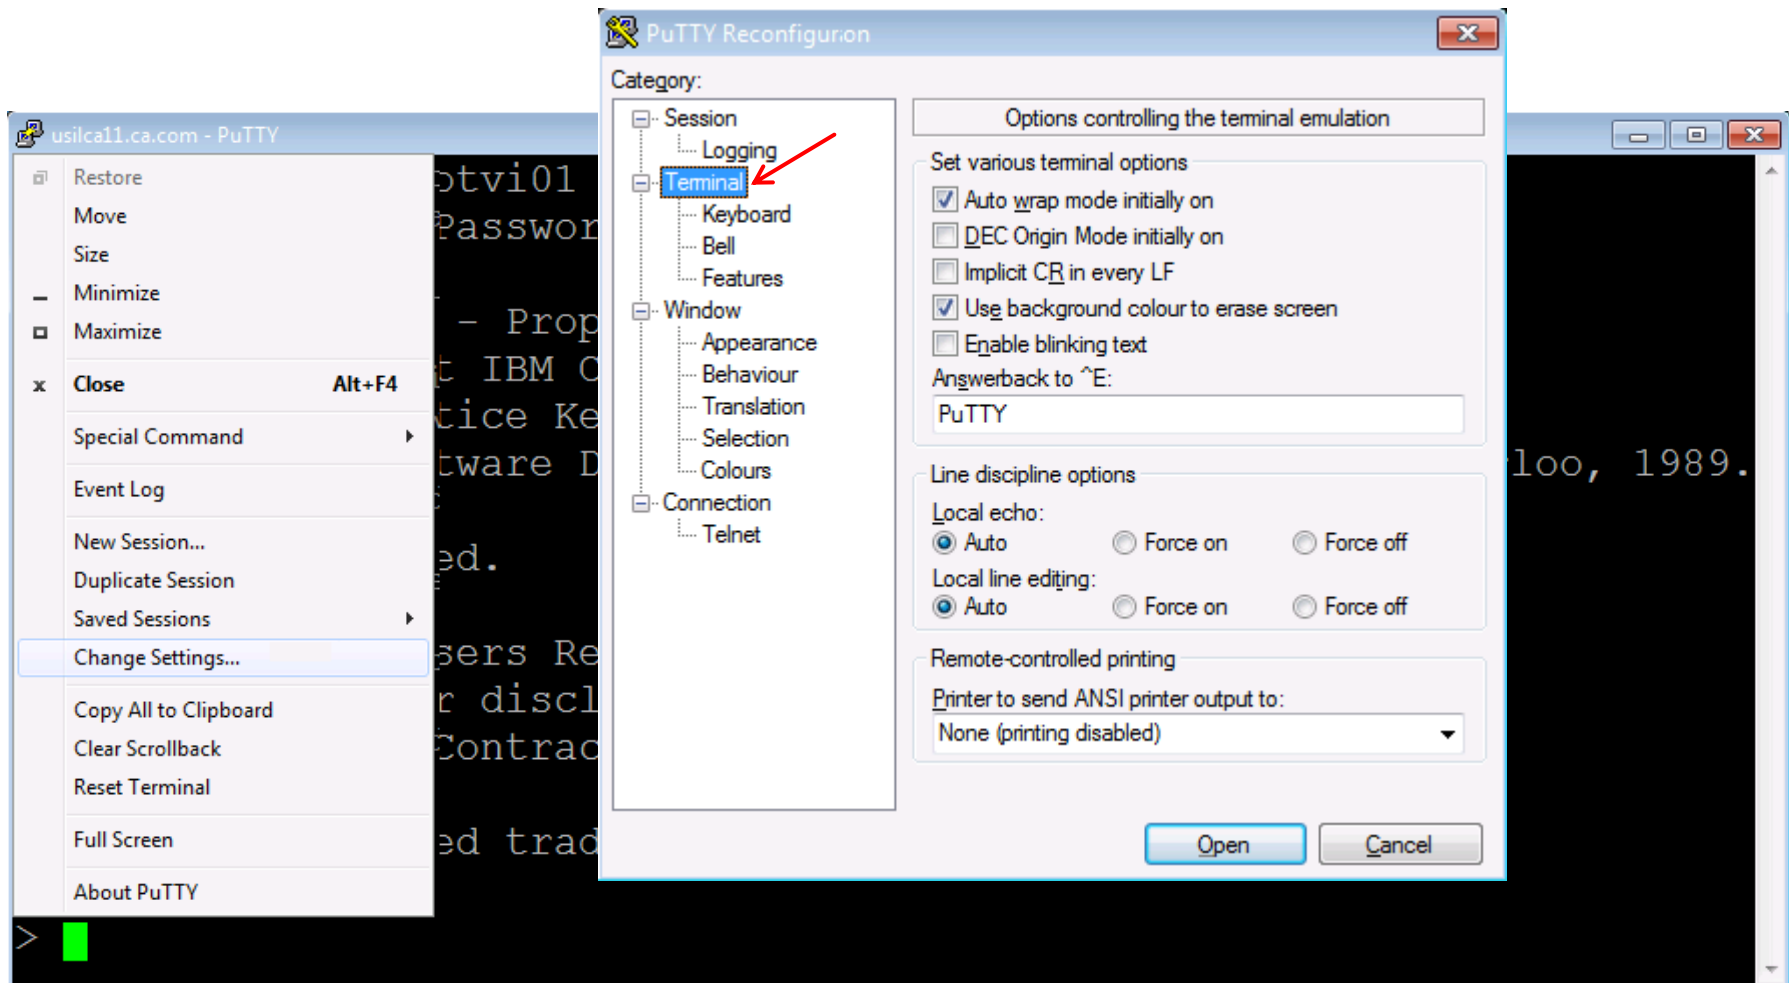 usilca11.ca.com - PuTTY
Restore
Move
Size
Minimize
Maximize
Close Alt+F4
Special Command
Event Log
New Session...
Duplicate Session
Saved Sessions
Change Settings...
Copy All to Clipboard
Clear Scrollback
Reset Terminal
Full Screen
About PuTTY
otvi01
Passwor
- Prop
t IBM C
tice Ke
tware D
loo, 1989.
ed.
sers Re
r discl
Contrac
ed trad
>
PuTTY Reconfiguron
Category:
Session
Logging
Terminal
Keyboard
Bell
Features
Window
Appearance
Behaviour
Translation
Selection
Colours
Connection
Telnet
Options controlling the terminal emulation
Set various terminal options
Auto wrap mode initially on
DEC Origin Mode initially on
Implicit CR in every LF
Use background colour to erase screen
Enable blinking text
Answerback to ^E:
PuTTY
Line discipline options
Local echo:
Auto Force on Force off
Local line editing:
Auto Force on Force off
Remote-controlled printing
Printer to send ANSI printer output to:
None (printing disabled)
Open Cancel